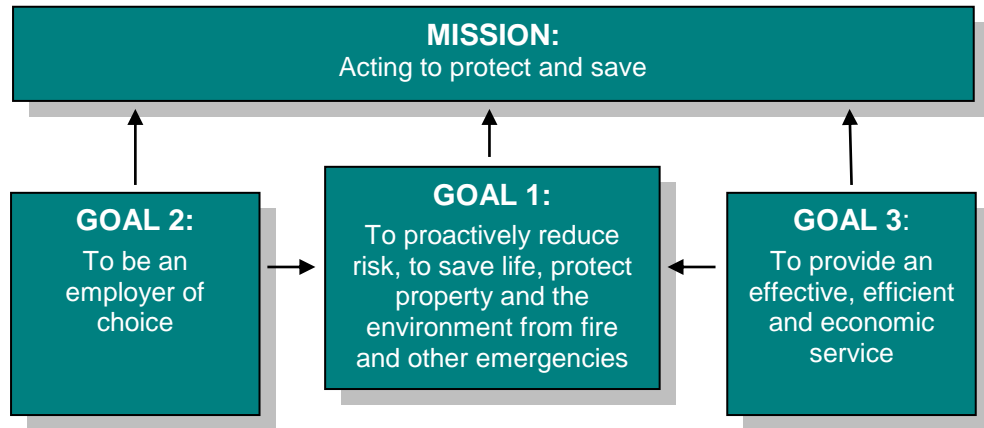 MISSION:
Acting to protect and save
GOAL 2:
To be an
employer of
choice
GOAL 1:
To proactively reduce
risk, to save life, protect
property and the
environment from fire
and other emergencies
GOAL 3:
To provide an
effective, efficient
and economic
service